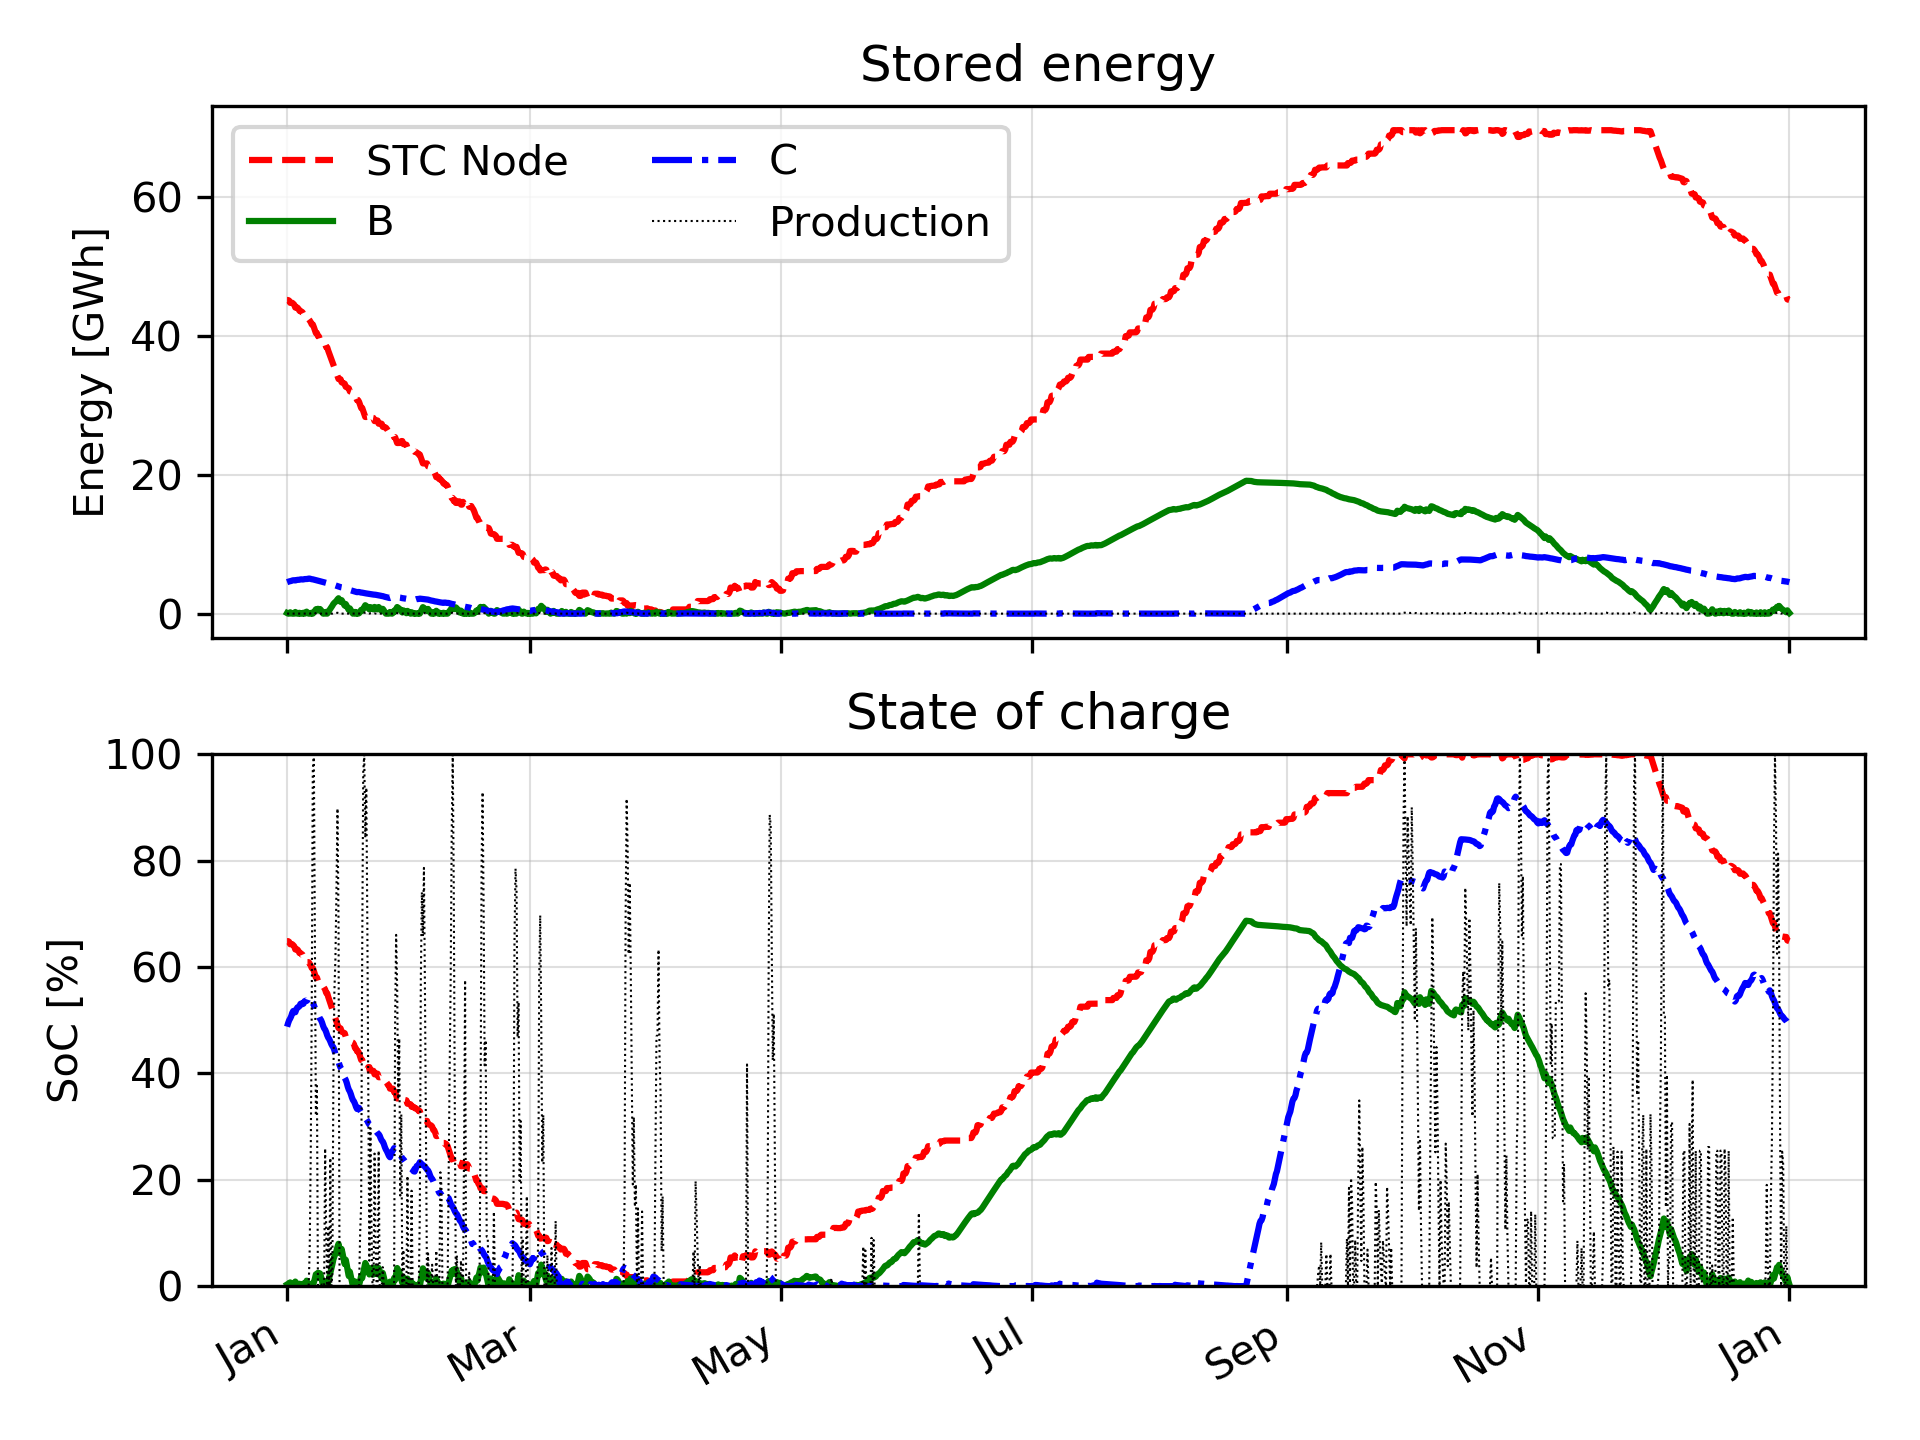 Stored energy
STC Node
B
C
Production
60
40
20
0
Energy [GWh]
State of charge
100
80
60
40
20
0
SoC [%]
Jan
Mar
May
Jul
Sep
Nov
Jan